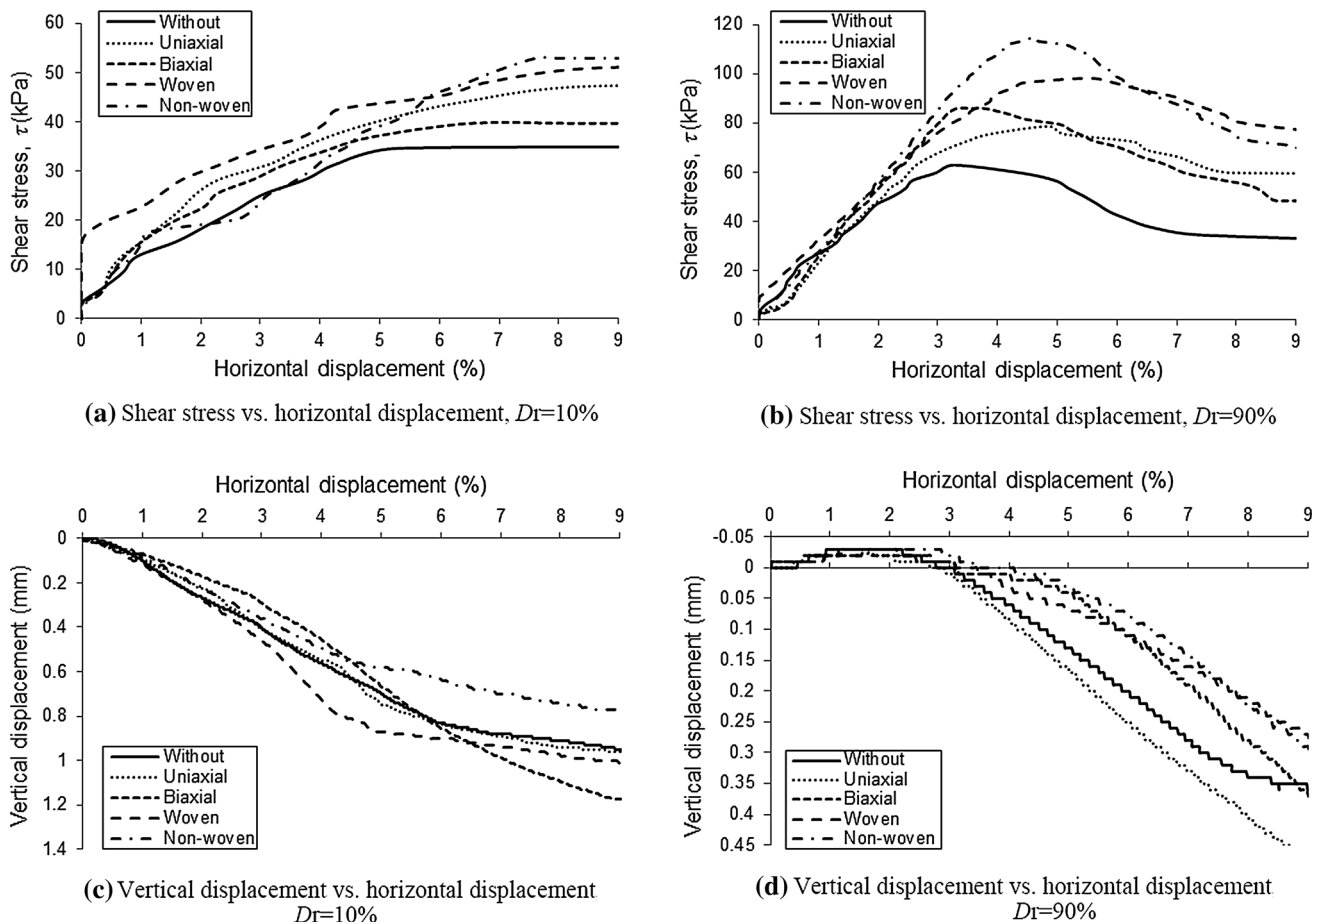 60
50
40
30
20
10
0
Shear stress, τ (kPa)
Without
Uniaxial
Biaxial
Woven
Non-woven
0 1 2 3 4 5 6 7 8 9
Horizontal displacement (%)
(a) Shear stress vs. horizontal displacement, Dr=10%
120
100
80
60
40
20
0
Shear stress, τ (kPa)
Without
Uniaxial
Biaxial
Woven
Non-woven
0 1 2 3 4 5 6 7 8 9
Horizontal displacement (%)
(b) Shear stress vs. horizontal displacement, Dr=90%
Horizontal displacement (%)
0 1 2 3 4 5 6 7 8 9
0
0.2
0.4
0.6
0.8
1
1.2
1.4
Vertical displacement (mm)
Without
Uniaxial
Biaxial
Woven
Non-woven
(c) Vertical displacement vs. horizontal displacement
Dr=10%
Horizontal displacement (%)
0 1 2 3 4 5 6 7 8 9
-0.05
0
0.05
0.1
0.15
0.2
0.25
0.3
0.35
0.4
0.45
Vertical displacement (mm)
Without
Uniaxial
Biaxial
Woven
Non-woven
(d) Vertical displacement vs. horizontal displacement
Dr=90%